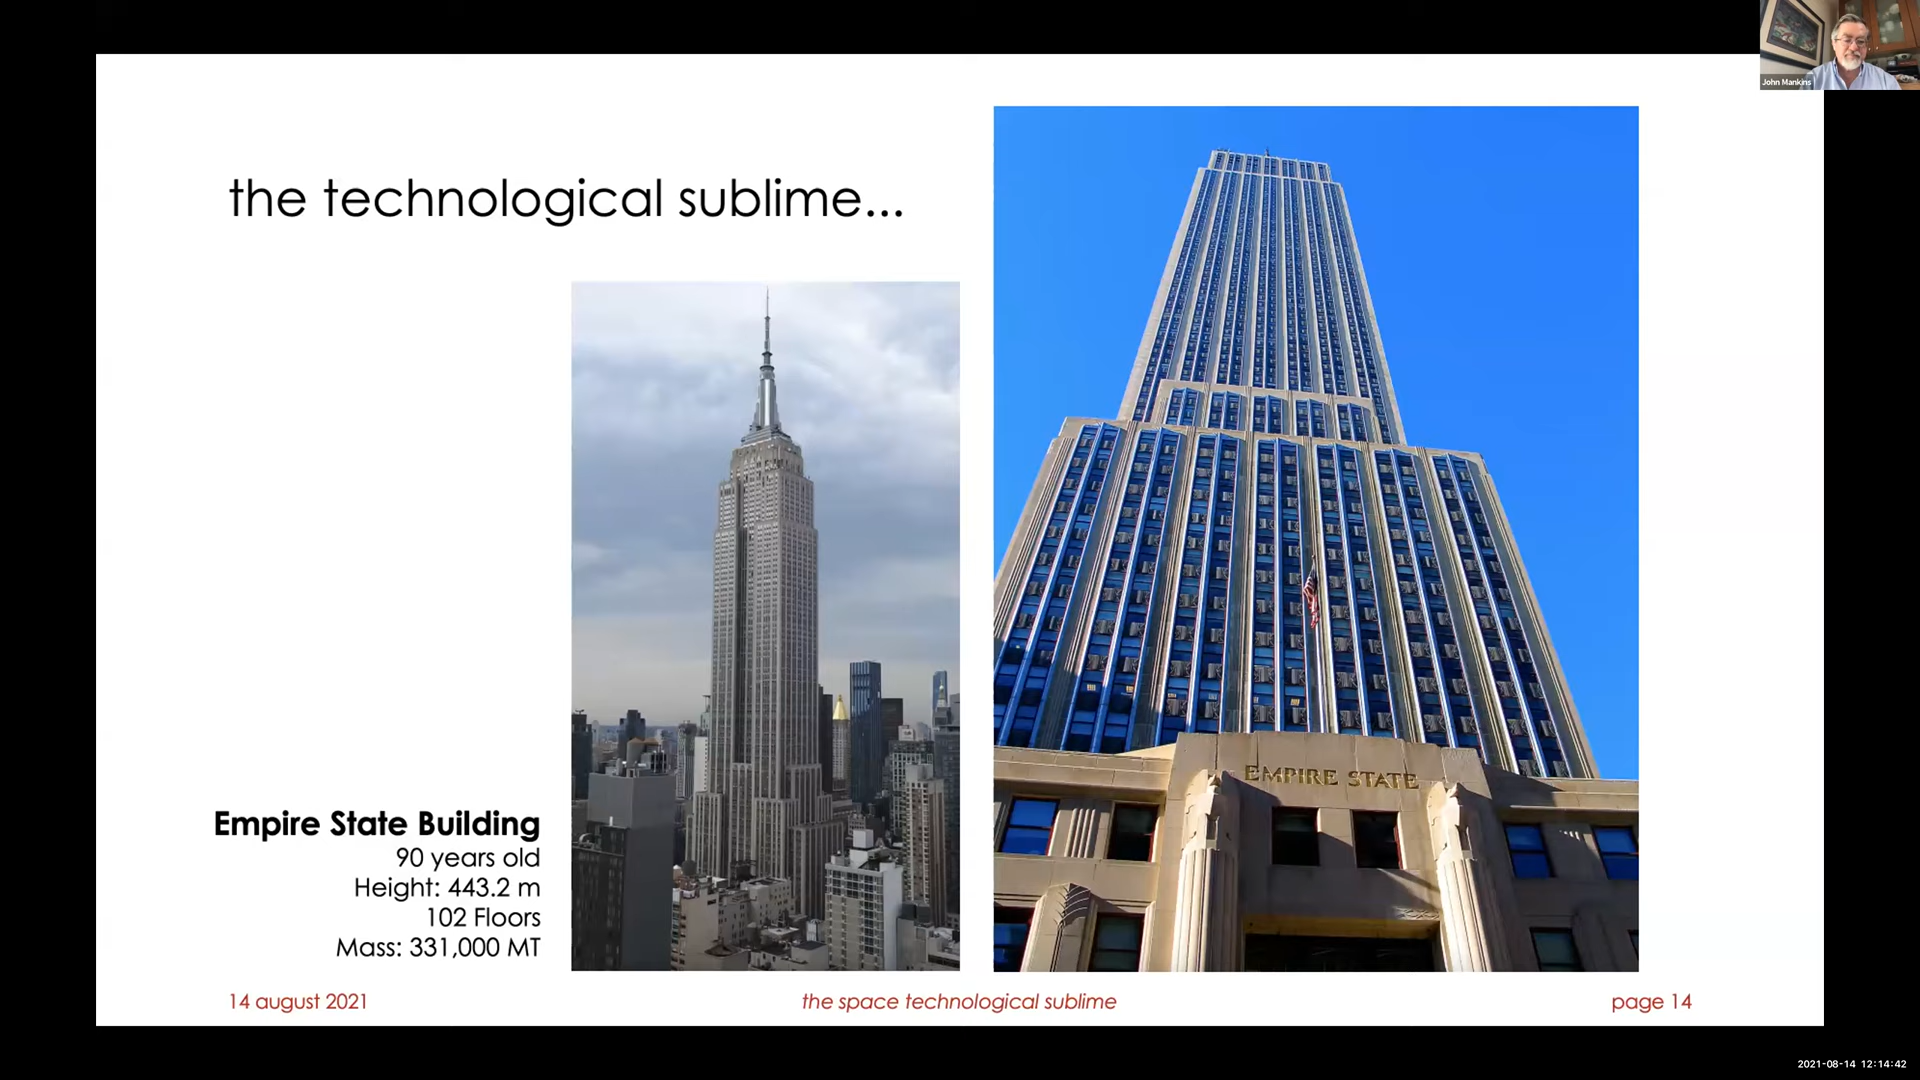 John Mankins
the technological sublime...
EMPIRE STATE
Empire State Building
90 years old
Height: 443.2 m
102 Floors
Mass: 331,000 MT
14 august 2021
the space technological sublime
page 14
2021-08-14 12:14:42